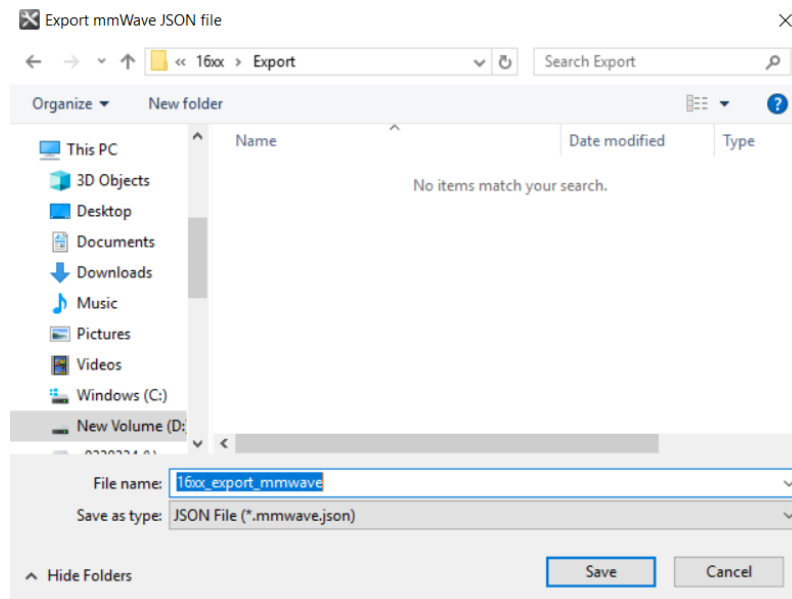 Export mmWave JSON file
« 16xx › Export
Search Export
Organize
New folder
?
This PC
3D Objects
Desktop
Documents
Downloads
Music
Pictures
Videos
Windows (C:)
New Volume (D:
Name
Date modified
Type
No items match your search.
File name: 16xx_export_mmwave
Save as type: JSON File (*.mmwave.json)
Hide Folders
Save
Cancel